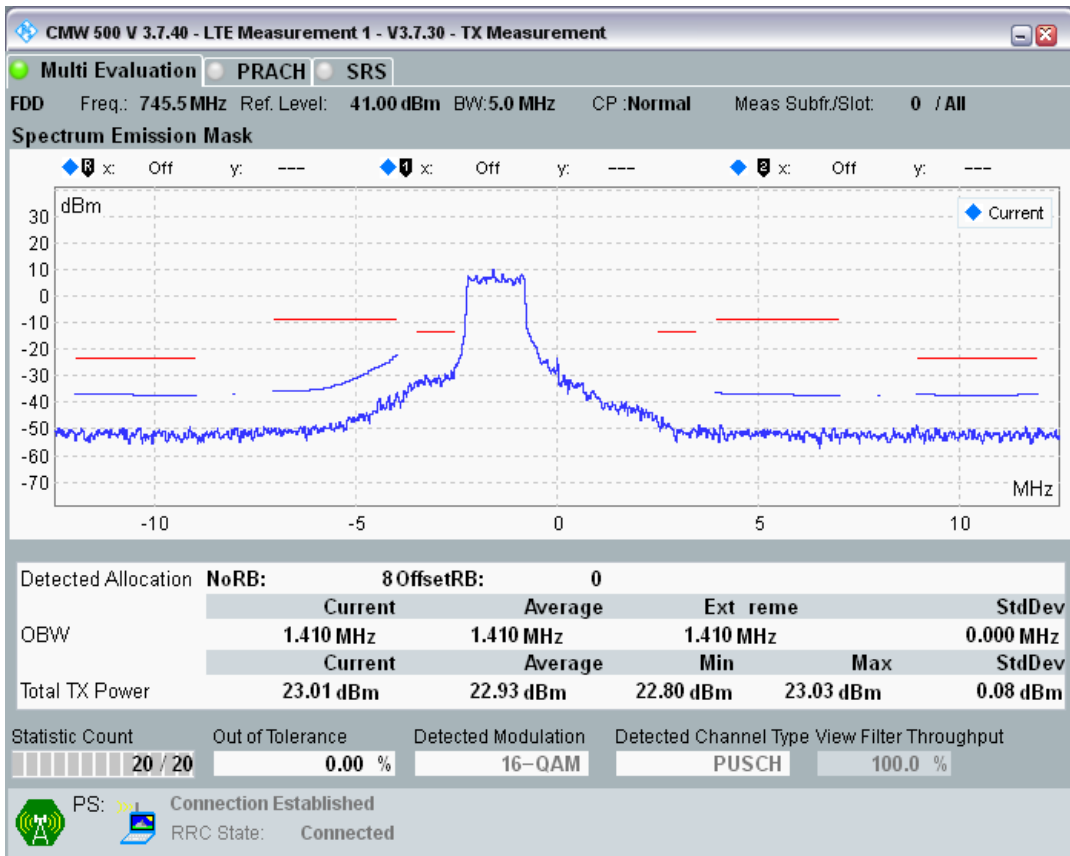 CMW 500 V 3.7.40 - LTE Measurement 1 - V3.7.30 - TX Measurement
Multi Evaluation PRACH SRS
FDD Freq.: 745.5 MHz Ref. Level: 41.00 dBm BW:5.0 MHz CP :Normal Meas Subfr./Slot: 0 / All
Spectrum Emission Mask
R x: Off y: --- 1 x: Off y: --- 2 x: Off y: ---
dBm
Current
30
20
10
0
-10
-20
-30
-40
-50
-60
-70
MHz
-10 -5 0 5 10
Detected Allocation NoRB: 8 OffsetRB: 0
Current Average Ext reme StdDev
OBW 1.410 MHz 1.410 MHz 1.410 MHz 0.000 MHz
Current Average Min Max StdDev
Total TX Power 23.01 dBm 22.93 dBm 22.80 dBm 23.03 dBm 0.08 dBm
Statistic Count Out of Tolerance Detected Modulation Detected Channel Type View Filter Throughput
20 / 20 0.00 % 16-QAM PUSCH 100.0 %
PS: Connection Established
RRC State: Connected